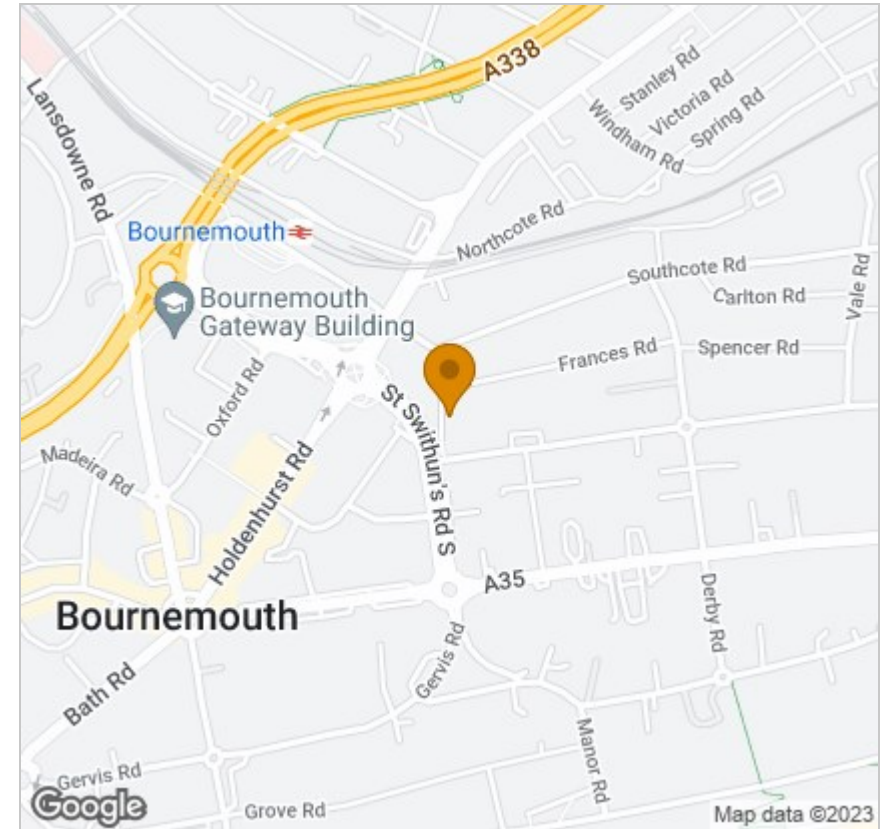 A338
Stanley Rd
Victoria Rd
Spring Rd
Windham Rd
Lansdowne Rd
Northcote Rd
Bournemouth
Southcote Rd
Carlton Rd
Vale Rd
Bournemouth
Gateway Building
Frances Rd
Spencer Rd
Oxford Rd
St Swithun's Rd S
Madeira Rd
Holdenhurst Rd
A35
Derby Rd
Bournemouth
Gervis Rd
Bath Rd
Manor Rd
Gervis Rd
Grove Rd
Google
Map data ©2023